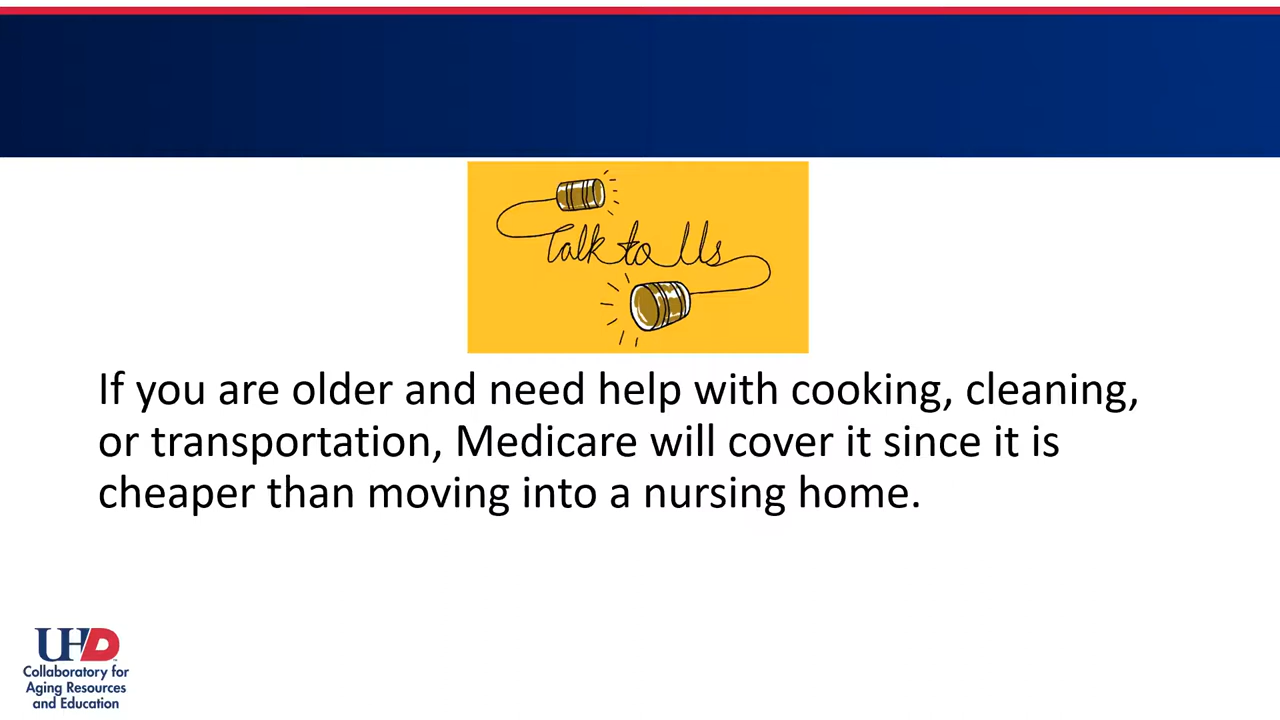 Talk to Us
If you are older and need help with cooking, cleaning,
or transportation, Medicare will cover it since it is
cheaper than moving into a nursing home.
UHD
Collaboratory for
Aging Resources
and Education